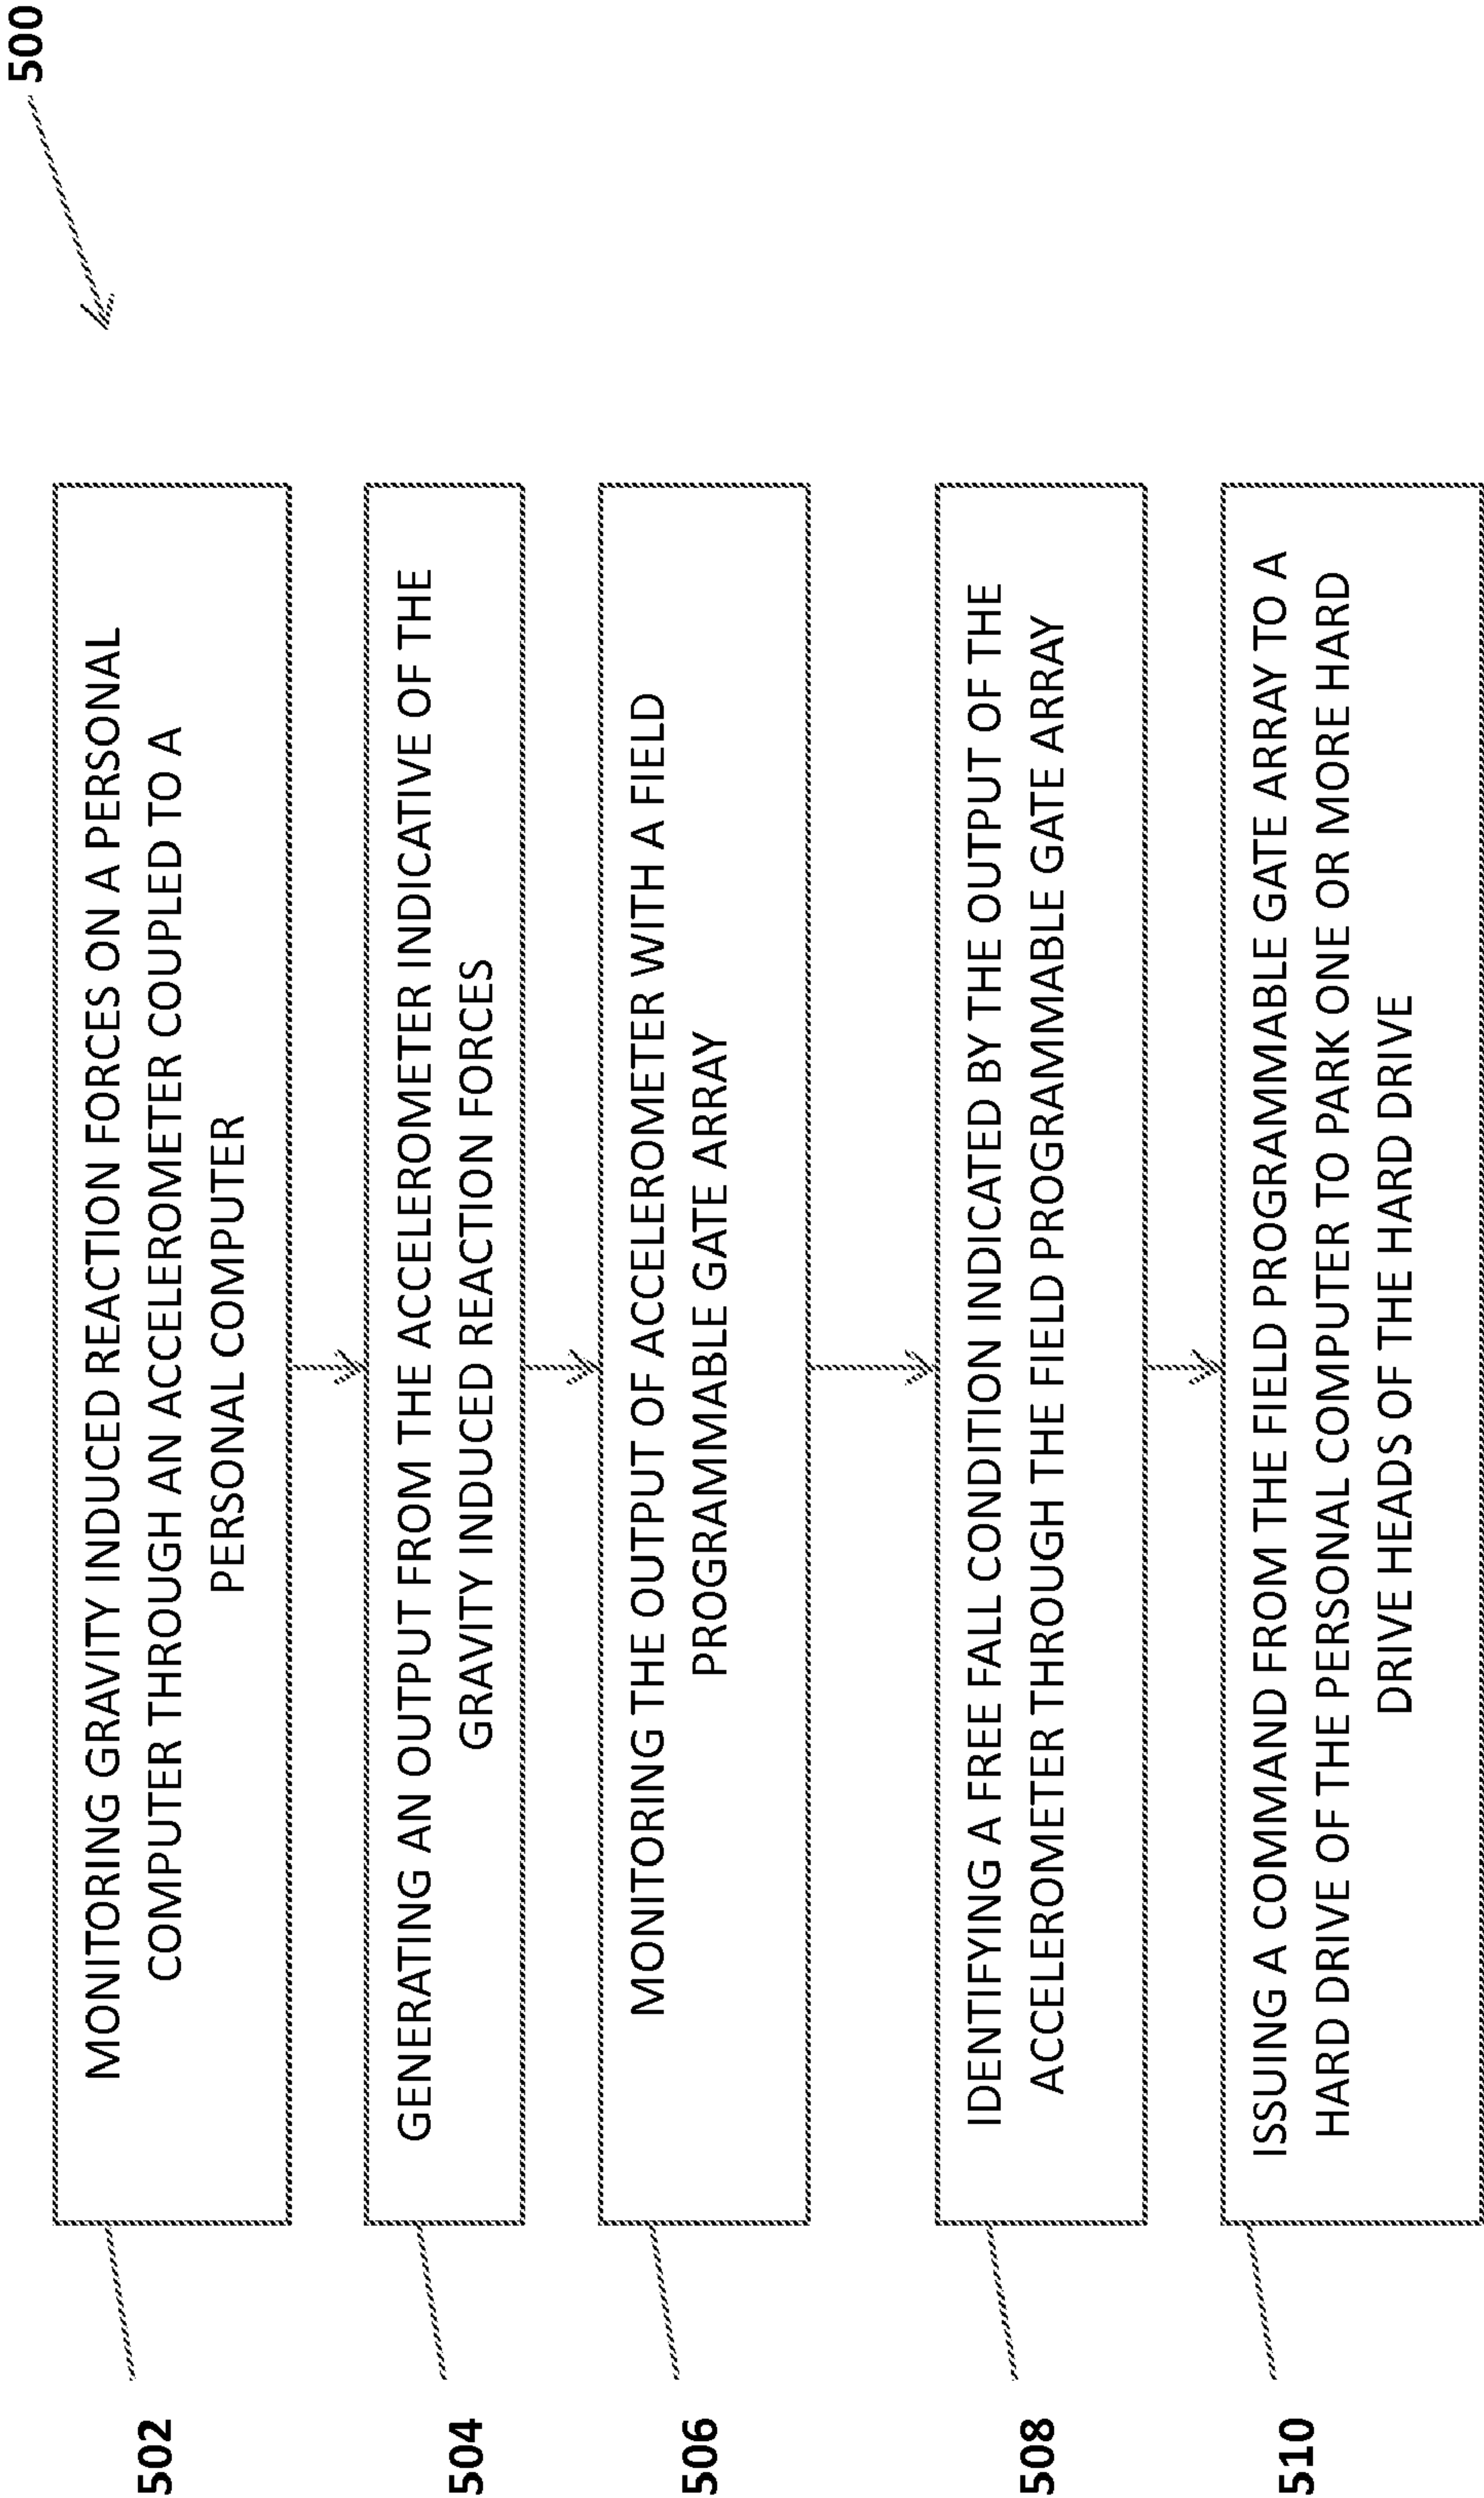 500
502
MONITORING GRAVITY INDUCED REACTION FORCES ON A PERSONAL
COMPUTER THROUGH AN ACCELEROMETER COUPLED TO A
PERSONAL COMPUTER
504
GENERATING AN OUTPUT FROM THE ACCELEROMETER INDICATIVE OF THE
GRAVITY INDUCED REACTION FORCES
506
MONITORING THE OUTPUT OF ACCELEROMETER WITH A FIELD
PROGRAMMABLE GATE ARRAY
508
IDENTIFYING A FREE FALL CONDITION INDICATED BY THE OUTPUT OF THE
ACCELEROMETER THROUGH THE FIELD PROGRAMMABLE GATE ARRAY
510
ISSUING A COMMAND FROM THE FIELD PROGRAMMABLE GATE ARRAY TO A
HARD DRIVE OF THE PERSONAL COMPUTER TO PARK ONE OR MORE HARD
DRIVE HEADS OF THE HARD DRIVE